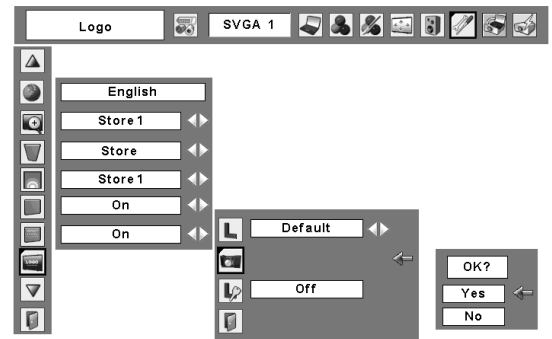 Logo
SVGA 1
English
Store 1
Store
Store 1
On
On
Default
Off
OK?
Yes
No